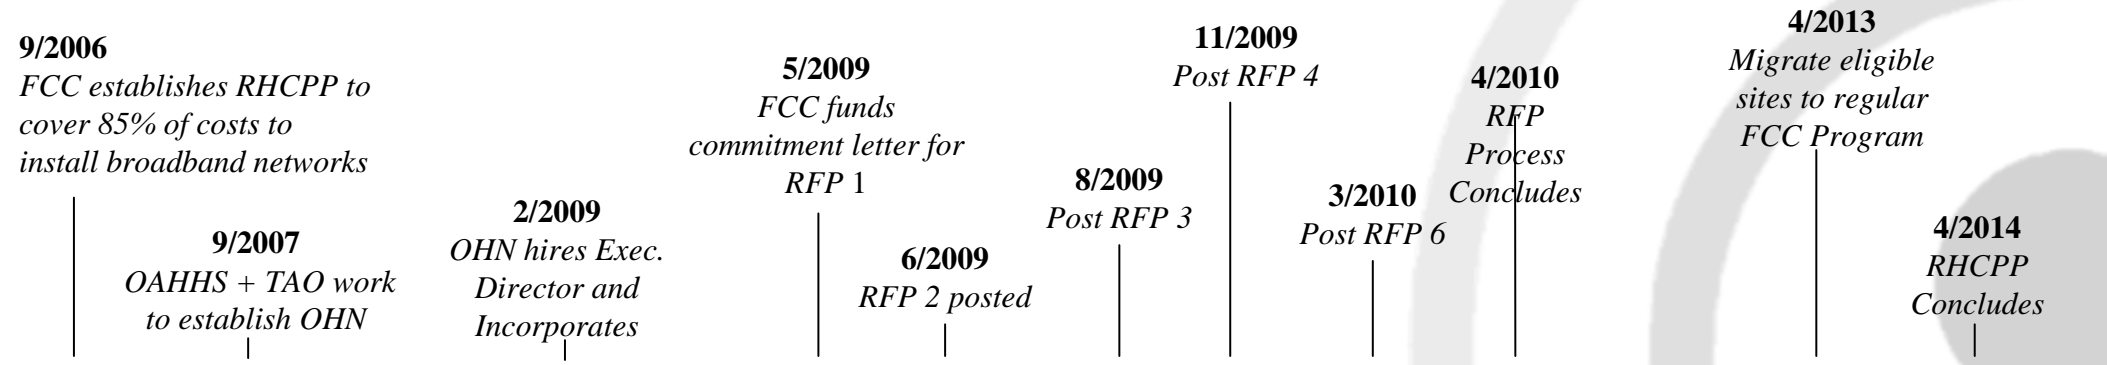 9/2006
FCC establishes RHCPP to
cover 85% of costs to
install broadband networks
9/2007
OAHHS + TAO work
to establish OHN
2/2009
OHN hires Exec.
Director and
Incorporates
5/2009
FCC funds
commitment letter for
RFP 1
6/2009
RFP 2 posted
8/2009
Post RFP 3
11/2009
Post RFP 4
3/2010
Post RFP 6
4/2010
RFP
Process
Concludes
4/2013
Migrate eligible
sites to regular
FCC Program
4/2014
RHCPP
Concludes